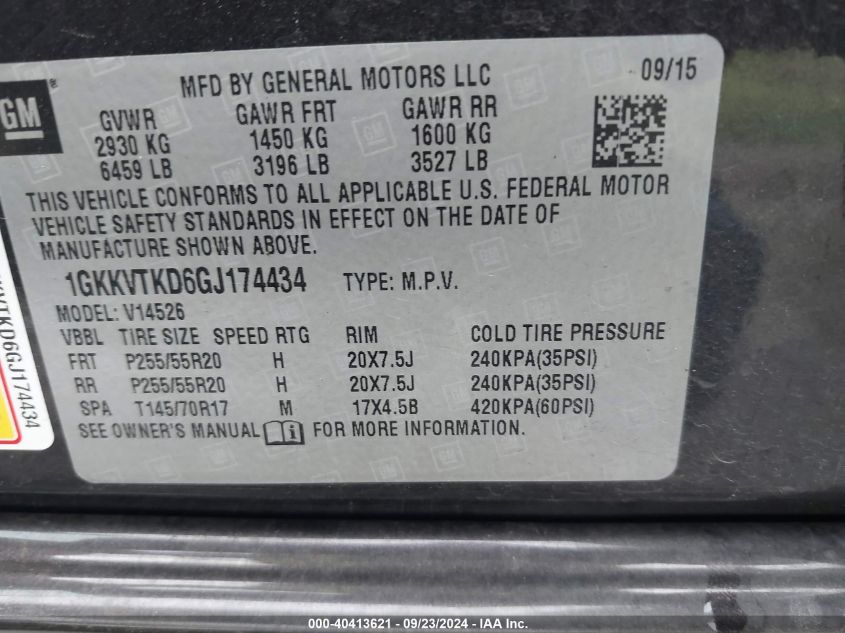 GM
MFD BY GENERAL MOTORS LLC 09/15
GVWR GAWR FRT GAWR RR
2930 KG 1450 KG 1600 KG
6459 LB 3196 LB 3527 LB
THIS VEHICLE CONFORMS TO ALL APPLICABLE U.S. FEDERAL MOTOR
VEHICLE SAFETY STANDARDS IN EFFECT ON THE DATE OF
MANUFACTURE SHOWN ABOVE.
1GKKVTKD6GJ174434 TYPE: M.P.V.
MODEL: V14526
VBBL TIRE SIZE SPEED RTG RIM COLD TIRE PRESSURE
FRT P255/55R20 H 20X7.5J 240KPA(35PSI)
RR P255/55R20 H 20X7.5J 240KPA(35PSI)
SPA T145/70R17 M 17X4.5B 420KPA(60PSI)
SEE OWNER'S MANUAL FOR MORE INFORMATION.
KVTKD6GJ174434
000-40413621 - 09/23/2024 - IAA Inc.